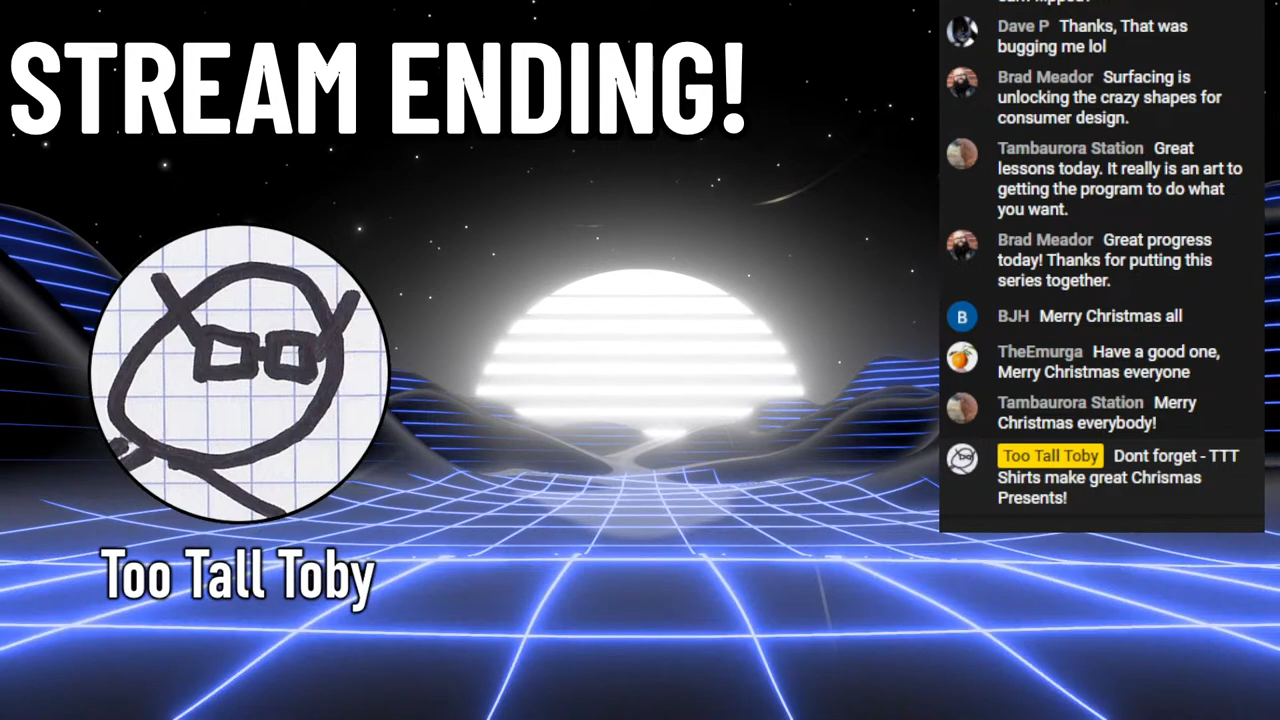 STREAM ENDING!
Too Tall Toby
Dave P Thanks, That was
bugging me lol
Brad Meador Surfacing is
unlocking the crazy shapes for
consumer design.
Tambaurora Station Great
lessons today. It really is an art to
getting the program to do what
you want.
Brad Meador Great progress
today! Thanks for putting this
series together.
B
BJH Merry Christmas all
TheEmurga Have a good one,
Merry Christmas everyone
Tambaurora Station Merry
Christmas everybody!
Too Tall Toby Dont forget - TTT
Shirts make great Chrismas
Presents!